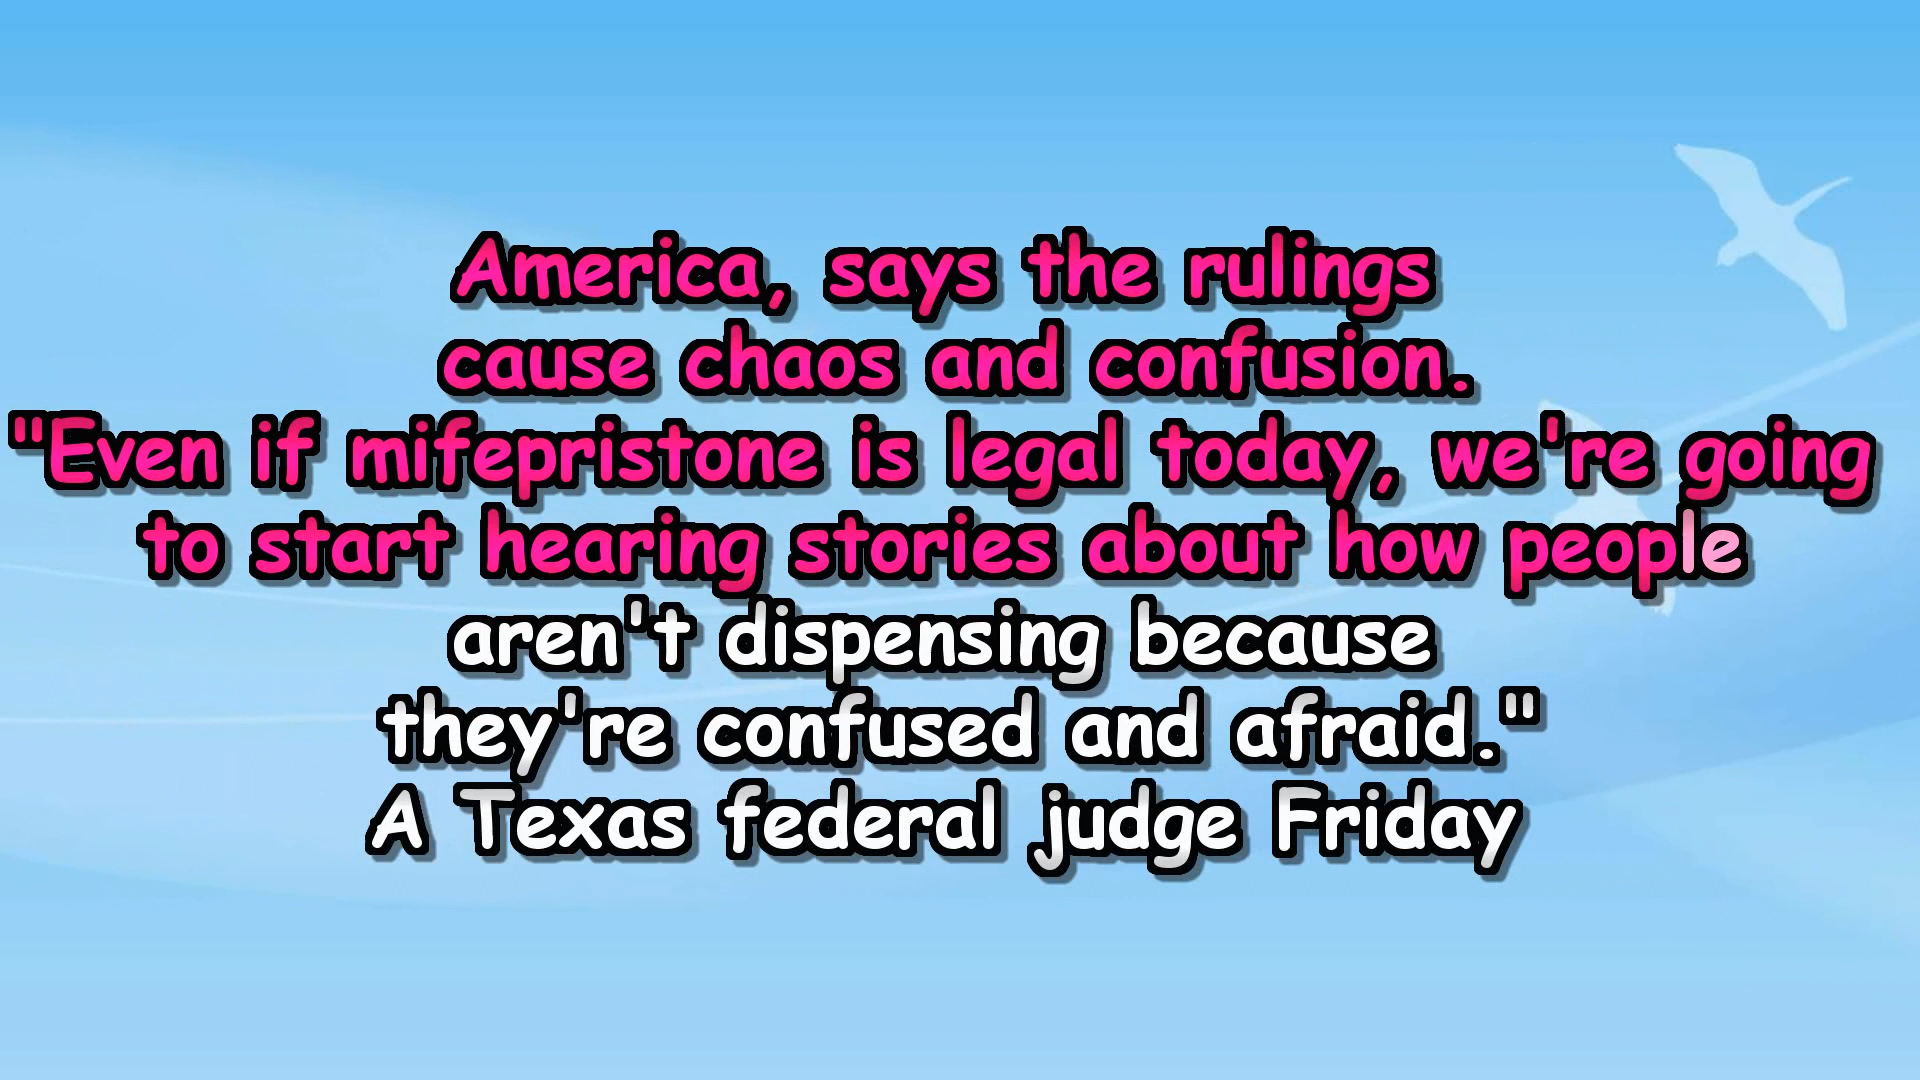 America, says the rulings
cause chaos and confusion.
"Even if mifepristone is legal today, we're going
to start hearing stories about how people
aren't dispensing because
they're confused and afraid."
A Texas federal judge Friday